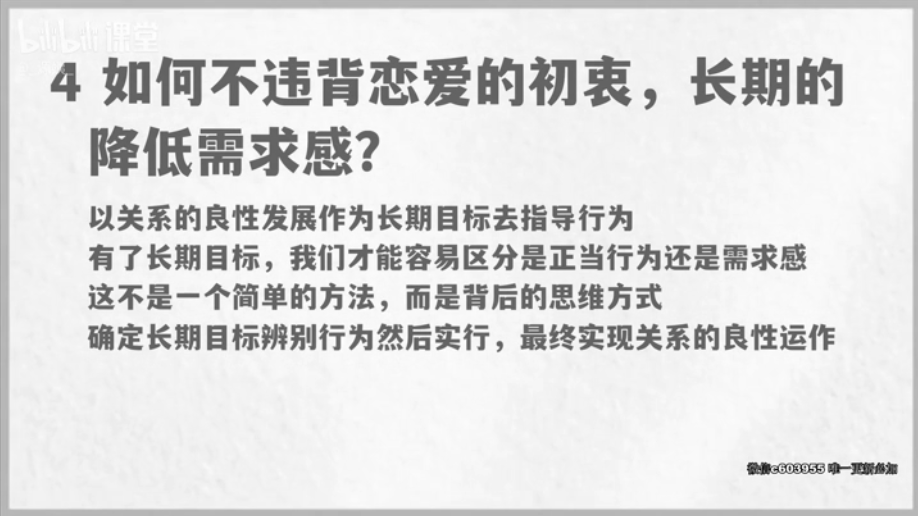 bilibili课堂
4 如何不违背恋爱的初衷，长期的
降低需求感？
以关系的良性发展作为长期目标去指导行为
有了长期目标，我们才能容易区分是正当行为还是需求感
这不是一个简单的方法，而是背后的思维方式
确定长期目标辨别行为然后实行，最终实现关系的良性运作
微信c603955 唯一更新添加